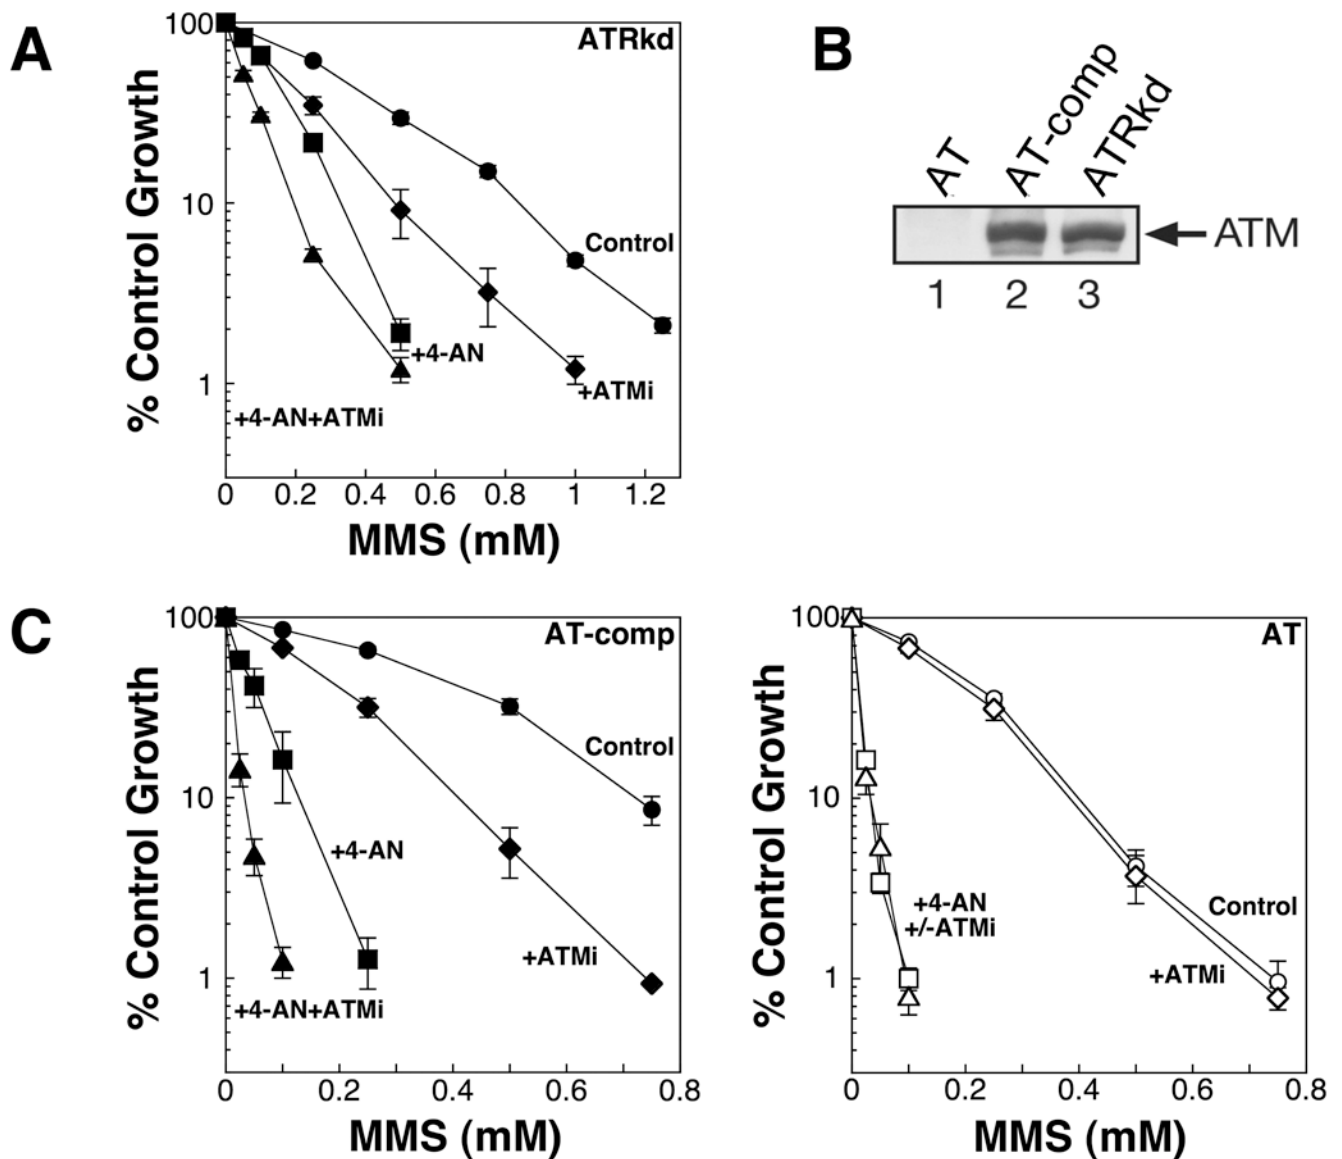 A
ATRkd
100
10
1
% Control Growth
Control
+4-AN
+ATMi
+4-AN+ATMi
0 0.2 0.4 0.6 0.8 1 1.2
MMS (mM)
B
AT
AT-comp
ATRkd
ATM
1 2 3
C
AT-comp
100
10
1
% Control Growth
Control
+4-AN
+ATMi
+4-AN+ATMi
0 0.2 0.4 0.6 0.8
MMS (mM)
AT
100
10
1
% Control Growth
+4-AN
+/-ATMi
Control
+ATMi
0 0.2 0.4 0.6 0.8
MMS (mM)